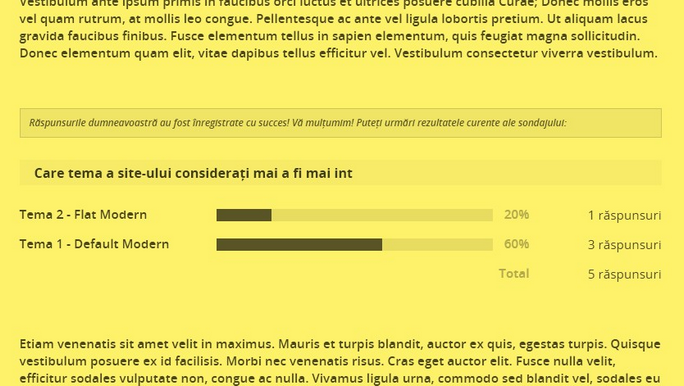 Vestibulum ante ipsum primis in faucibus orci luctus et ultrices posuere cubilia Curae; Donec mollis eros
vel quam rutrum, at mollis leo congue. Pellentesque ac ante vel ligula lobortis pretium. Ut aliquam lacus
gravida faucibus finibus. Fusce elementum tellus in sapien elementum, quis feugiat magna sollicitudin.
Donec elementum quam elit, vitae dapibus tellus efficitur vel. Vestibulum consectetur viverra vestibulum.
Răspunsurile dumneavoastră au fost înregistrate cu succes! Vă mulțumim! Puteți urmări rezultatele curente ale sondajului:
Care tema a site-ului considerați mai a fi mai int
Tema 2 - Flat Modern 20% 1 răspunsuri
Tema 1 - Default Modern 60% 3 răspunsuri
Total 5 răspunsuri
Etiam venenatis sit amet velit in maximus. Mauris et turpis blandit, auctor ex quis, egestas turpis. Quisque
vestibulum posuere ex id facilisis. Morbi nec venenatis risus. Cras eget auctor elit. Fusce nulla velit,
efficitur sodales vulputate non, congue ac nulla. Vivamus ligula urna, commodo sed blandit vel, sodales eu